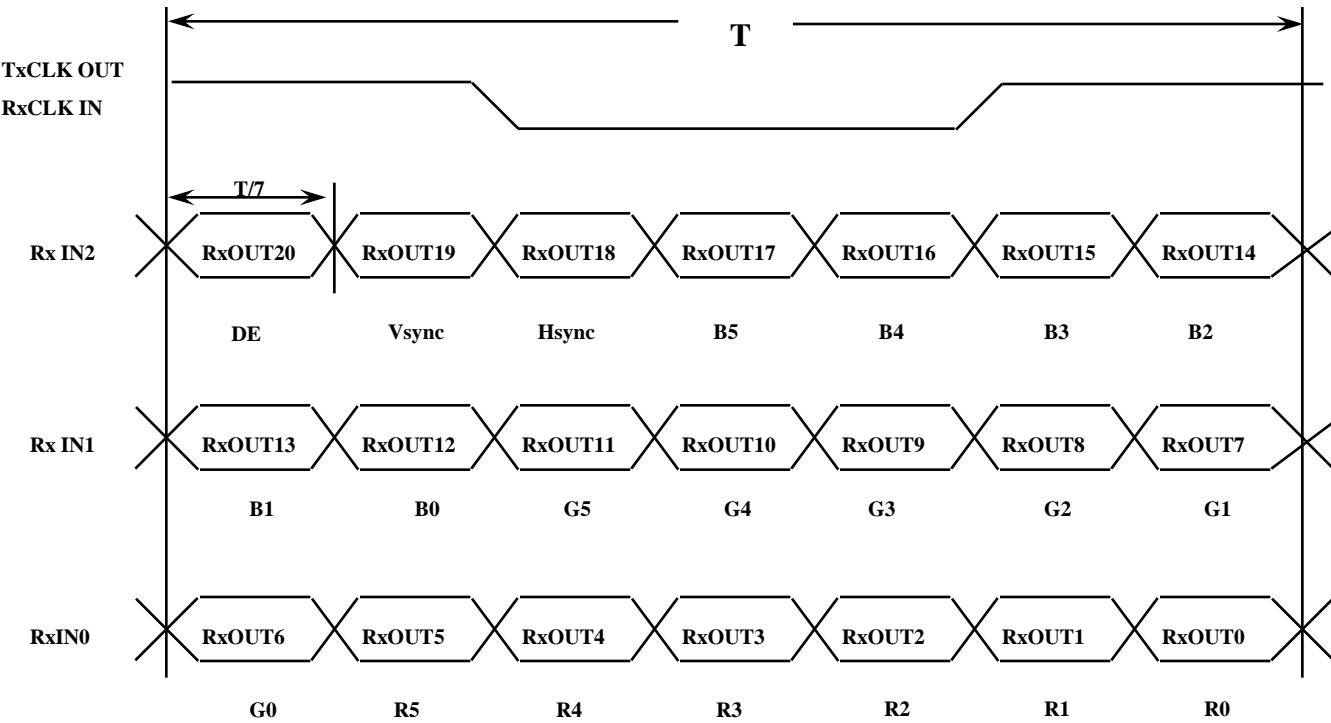 T
TxCLK OUT
RxCLK IN
T/7
Rx IN2 RxOUT20 RxOUT19 RxOUT18 RxOUT17 RxOUT16 RxOUT15 RxOUT14
DE Vsync Hsync B5 B4 B3 B2
Rx IN1 RxOUT13 RxOUT12 RxOUT11 RxOUT10 RxOUT9 RxOUT8 RxOUT7
B1 B0 G5 G4 G3 G2 G1
RxIN0 RxOUT6 RxOUT5 RxOUT4 RxOUT3 RxOUT2 RxOUT1 RxOUT0
G0 R5 R4 R3 R2 R1 R0